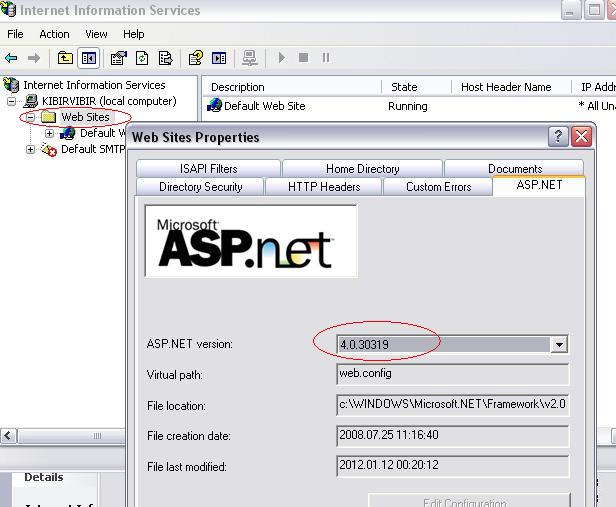 Internet Information Services
File Action View Help
Internet Information Services
KIBIRVIBIR (local computer)
Web Sites
Default W
Default SMTP
Description State Host Header Name IP Addr
Default Web Site Running * All Una
Web Sites Properties
ISAPI Filters Home Directory Documents
Directory Security HTTP Headers Custom Errors ASP.NET
Microsoft
ASP.net
ASP.NET version: 4.0.30319
Virtual path: web.config
File location: c:\WINDOWS\Microsoft.NET\Framework\v2.0
File creation date: 2008.07.25 11:16:40
File last modified: 2012.01.12 00:20:12
Edit Configuration
Details